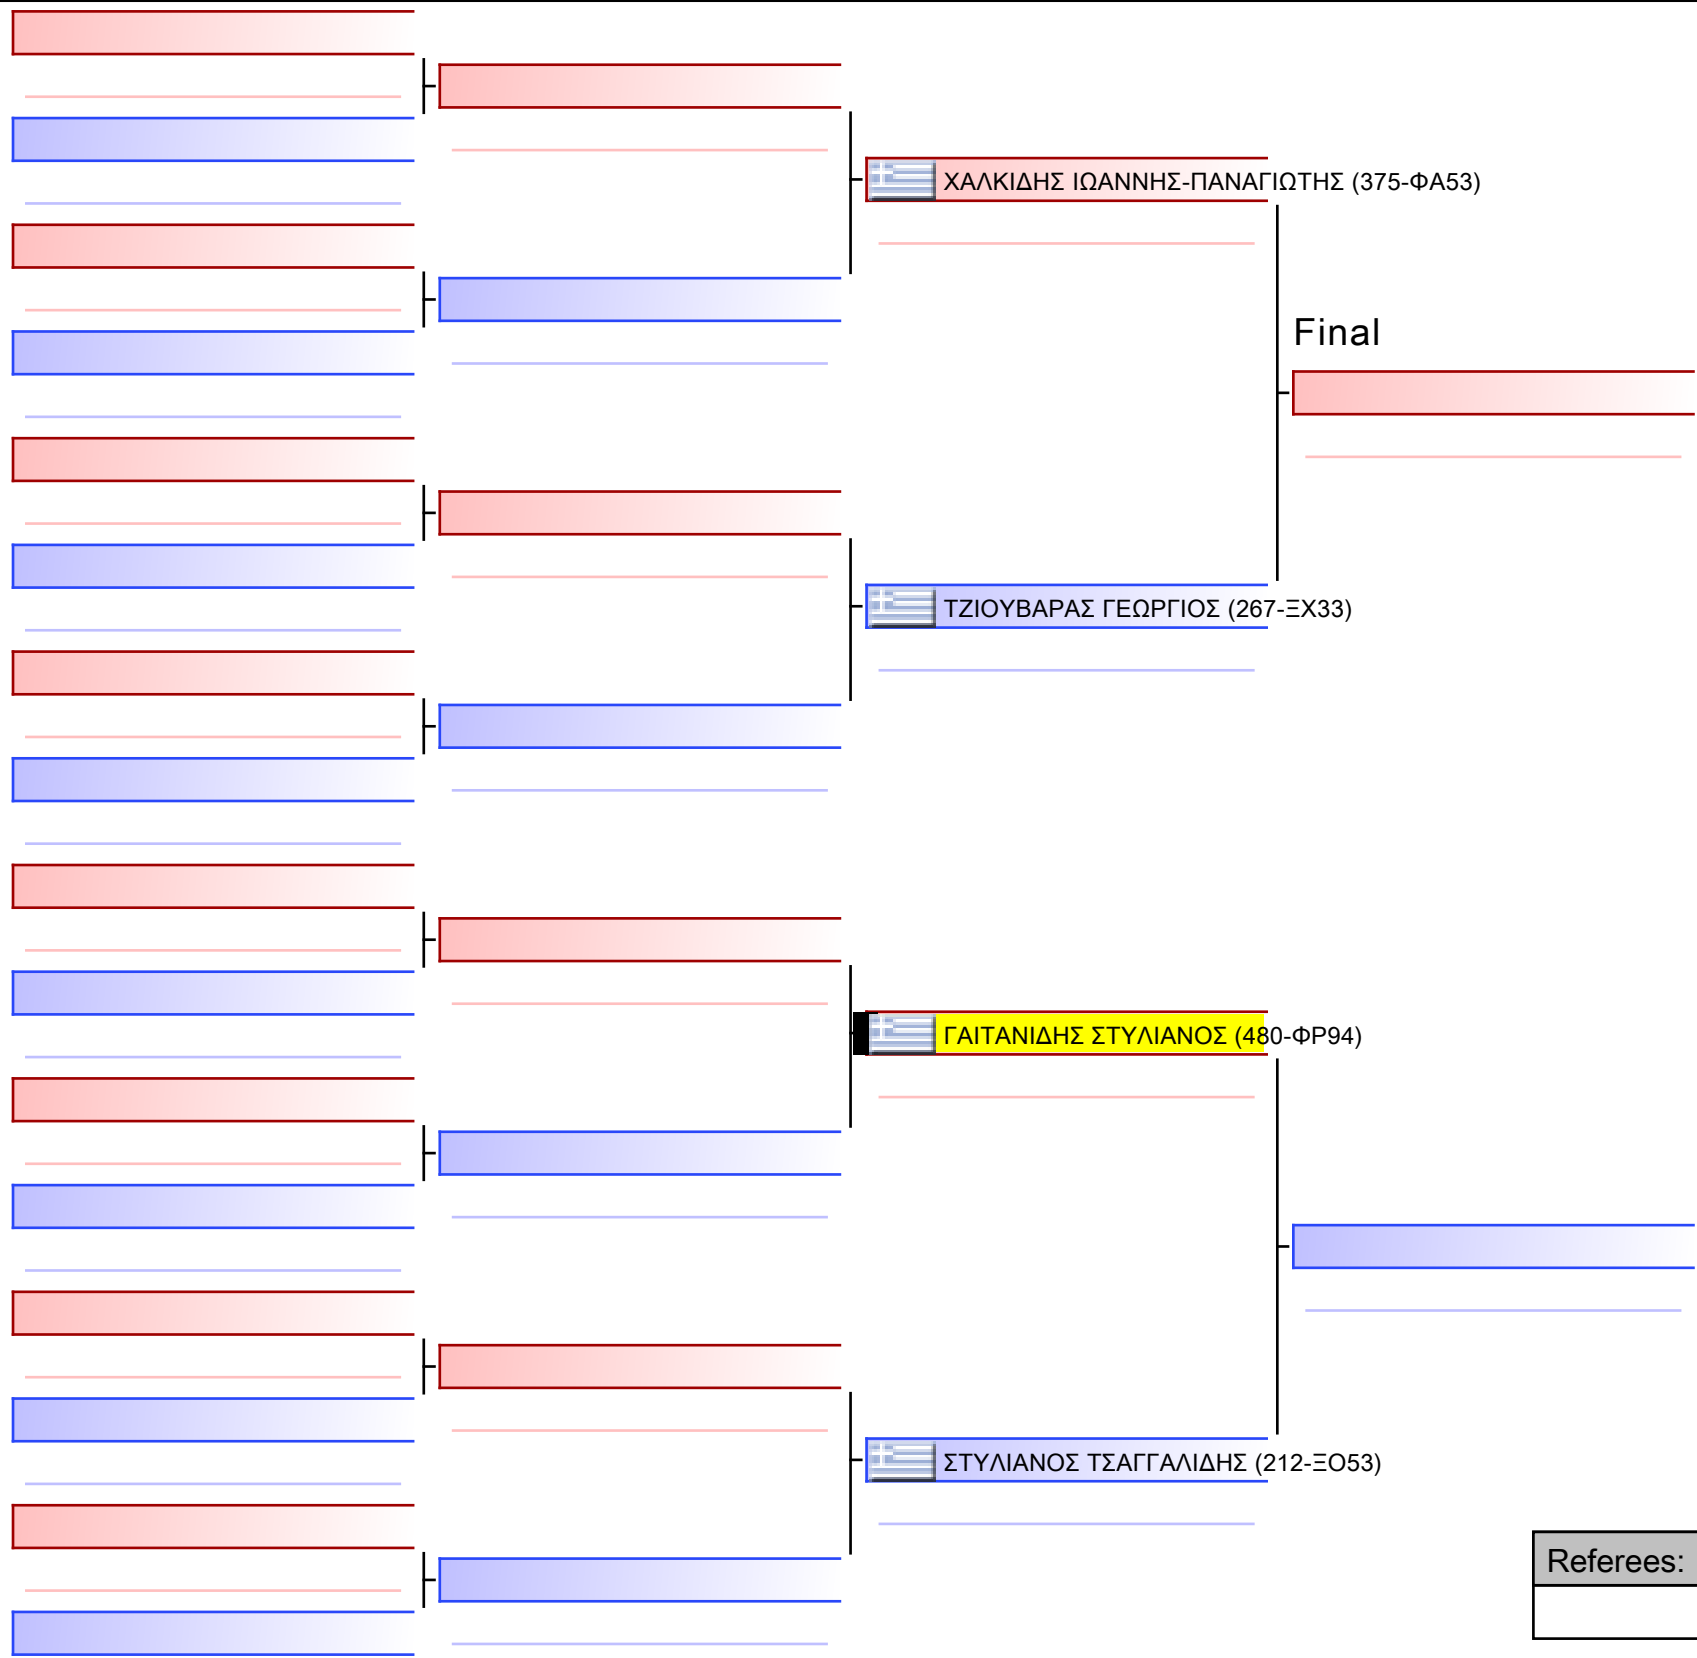 ΧΑΛΚΙΔΗΣ ΙΩΑΝΝΗΣ-ΠΑΝΑΓΙΩΤΗΣ (375-ΦΑ53)
Final
ΤΖΙΟΥΒΑΡΑΣ ΓΕΩΡΓΙΟΣ (267-ΞΧ33)
ΓΑΙΤΑΝΙΔΗΣ ΣΤΥΛΙΑΝΟΣ (480-ΦΡ94)
ΣΤΥΛΙΑΝΟΣ ΤΣΑΓΓΑΛΙΔΗΣ (212-ΞΟ53)
Referees: